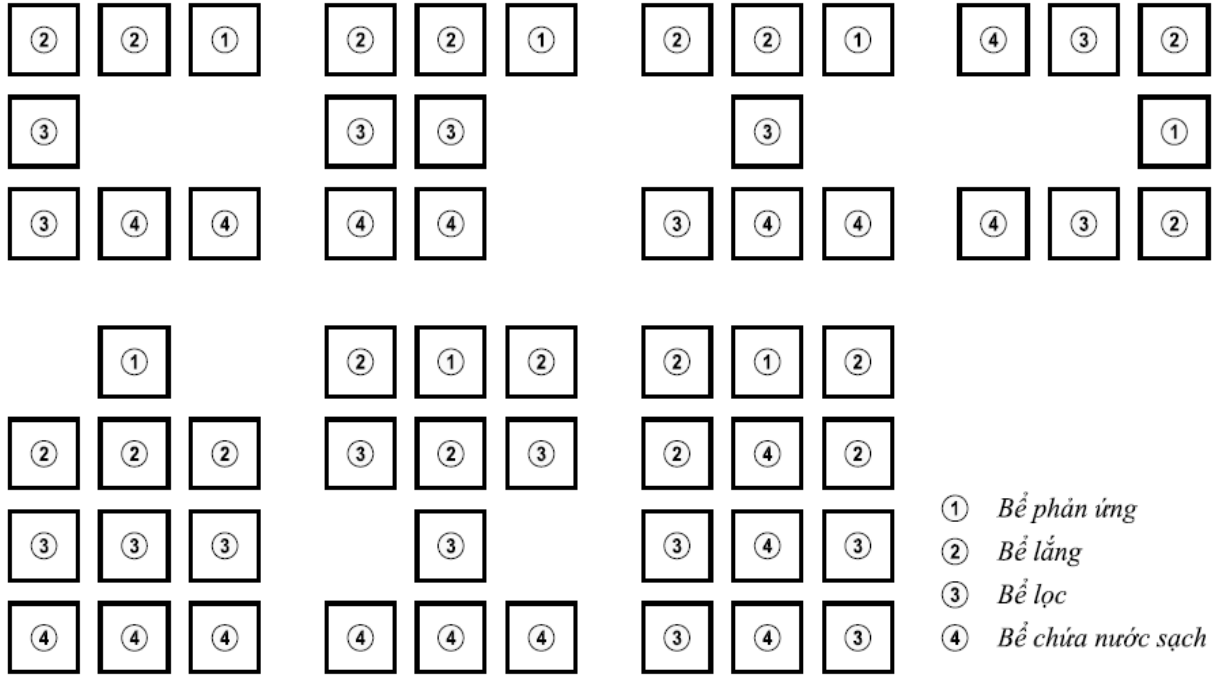 ② ② ① ② ② ① ② ② ① ④ ③ ②
③ ③ ③ ③ ①
③ ④ ④ ④ ④ ③ ④ ④ ④ ③ ②
① ② ① ② ② ① ②
② ② ② ③ ② ③ ② ④ ②
③ ③ ③ ③ ③ ④ ③
④ ④ ④ ④ ④ ④ ③ ④ ③
① Bể phản ứng
② Bể lắng
③ Bể lọc
④ Bể chứa nước sạch